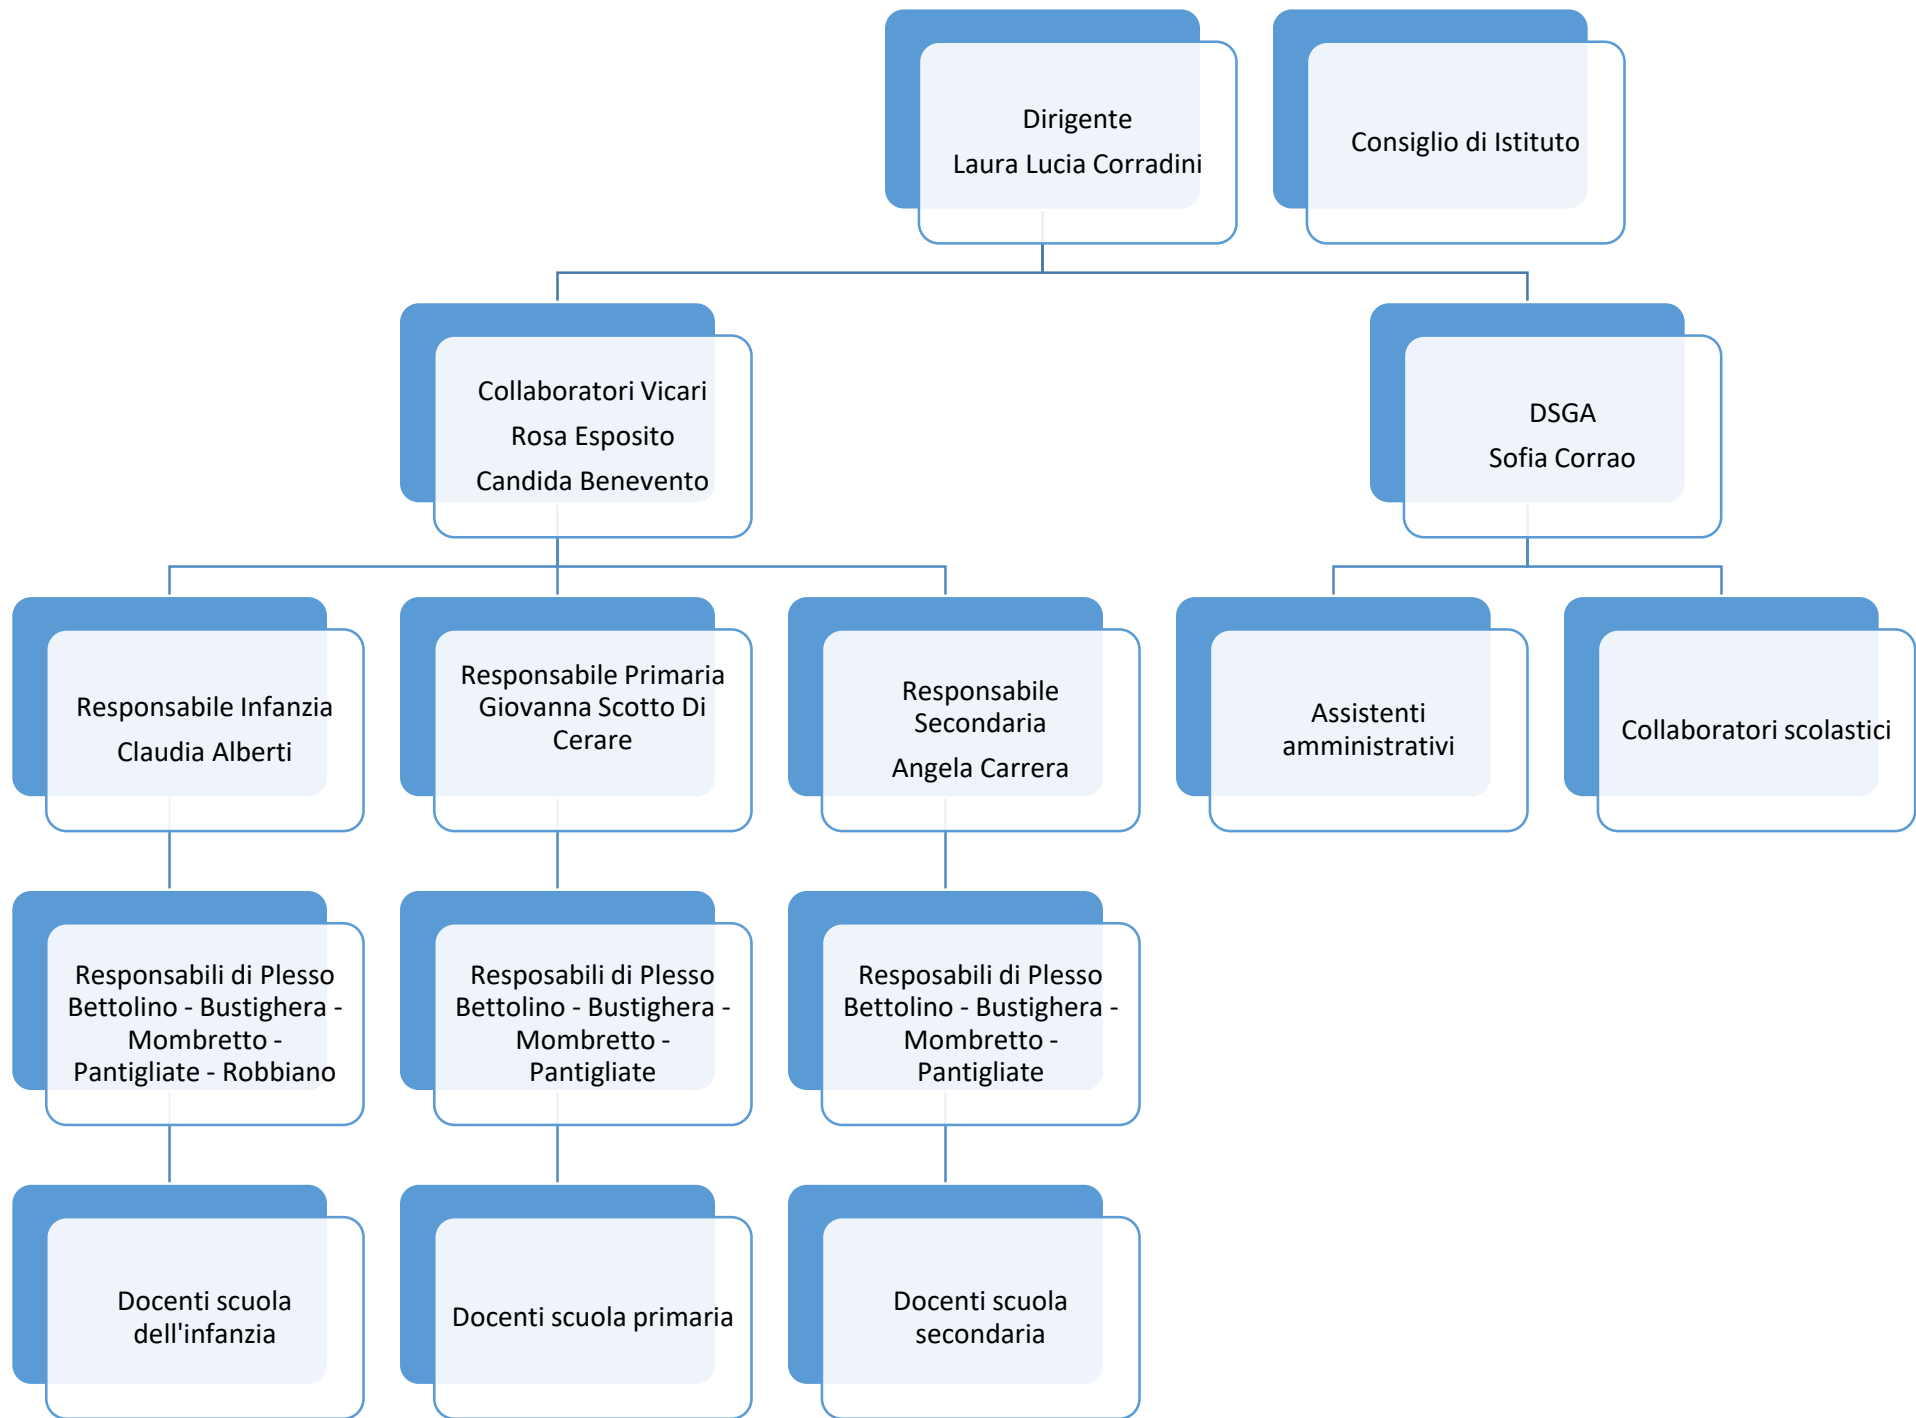 Dirigente
Laura Lucia Corradini
Consiglio di Istituto
Collaboratori Vicari
Rosa Esposito
Candida Benevento
DSGA
Sofia Corrao
Responsabile Infanzia
Claudia Alberti
Responsabile Primaria
Giovanna Scotto Di
Cerare
Responsabile
Secondaria
Angela Carrera
Assistenti
amministrativi
Collaboratori scolastici
Responsabili di Plesso
Bettolino - Bustighera -
Mombretto -
Pantigliate - Robbiano
Resposabili di Plesso
Bettolino - Bustighera -
Mombretto -
Pantigliate
Resposabili di Plesso
Bettolino - Bustighera -
Mombretto -
Pantigliate
Docenti scuola
dell'infanzia
Docenti scuola primaria
Docenti scuola
secondaria